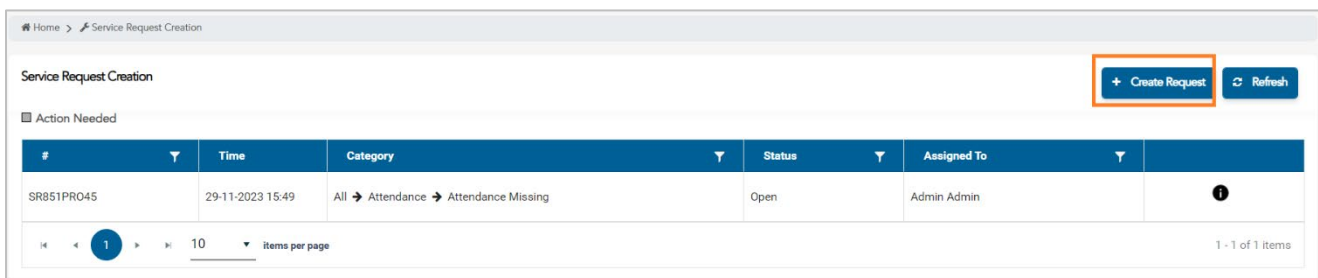 Home > Service Request Creation
Service Request Creation
+ Create Request
Refresh
Action Needed
# Time Category Status Assigned To
SR851PRO45 29-11-2023 15:49 All → Attendance → Attendance Missing Open Admin Admin
1 10 items per page 1 - 1 of 1 items